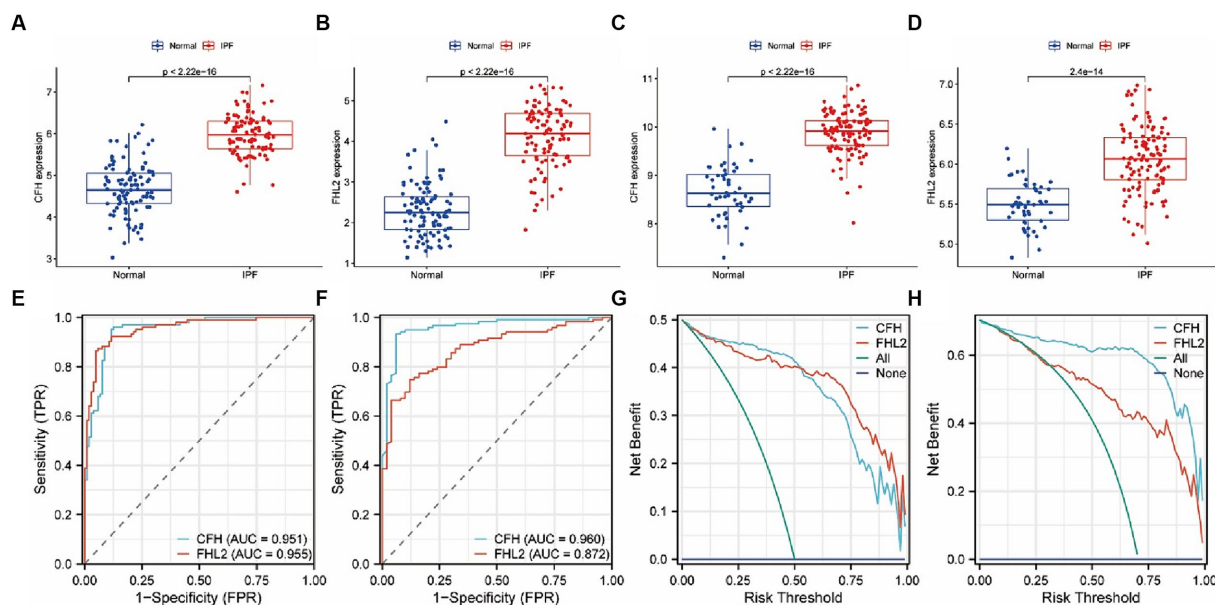 A
B
C
D
Normal IPF
Normal IPF
Normal IPF
Normal IPF
p < 2.22e-16
p < 2.22e-16
p < 2.22e-16
2.4e-14
CFH expression
7
6
5
4
3
Normal IPF
FHL2 expression
5
4
3
2
1
Normal IPF
CFH expression
11
10
9
8
Normal IPF
FHL2 expression
7.0
6.5
6.0
5.5
5.0
Normal IPF
E
F
G
H
Sensitivity (TPR)
1.0
0.8
0.6
0.4
0.2
0.0
CFH (AUC = 0.951)
FHL2 (AUC = 0.955)
0.00 0.25 0.50 0.75 1.00
1-Specificity (FPR)
Sensitivity (TPR)
1.0
0.8
0.6
0.4
0.2
0.0
CFH (AUC = 0.960)
FHL2 (AUC = 0.872)
0.00 0.25 0.50 0.75 1.00
1-Specificity (FPR)
Net Benefit
0.5
0.4
0.3
0.2
0.1
0.0
CFH
FHL2
All
None
0.00 0.25 0.50 0.75 1.00
Risk Threshold
Net Benefit
0.6
0.4
0.2
0.0
CFH
FHL2
All
None
0.00 0.25 0.50 0.75 1.00
Risk Threshold